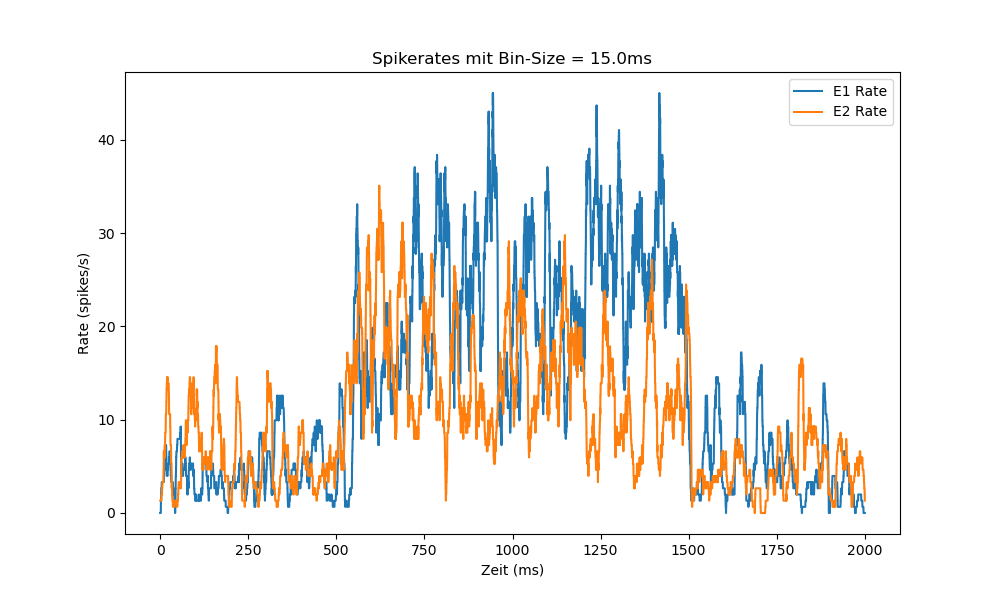 Spikerates mit Bin-Size = 15.0ms
E1 Rate
E2 Rate
Rate (spikes/s)
40
30
20
10
0
0 250 500 750 1000 1250 1500 1750 2000
Zeit (ms)